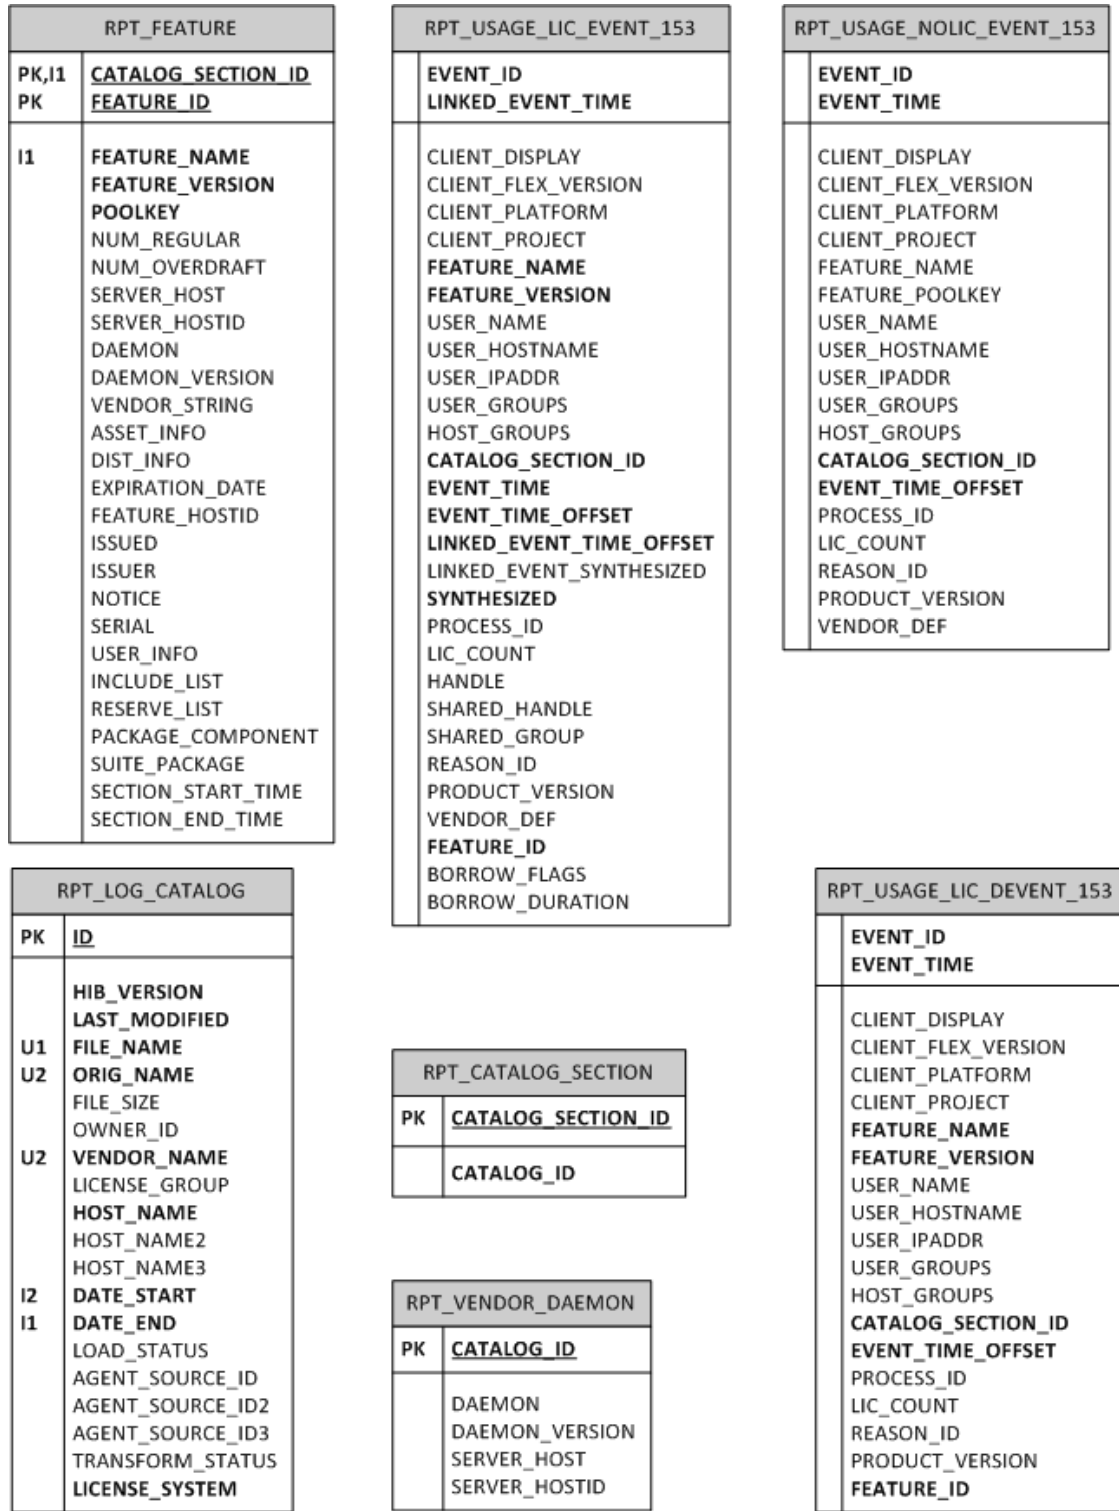 RPT_FEATURE
PK,I1 CATALOG_SECTION_ID
PK FEATURE_ID
I1 FEATURE_NAME
FEATURE_VERSION
POOLKEY
NUM_REGULAR
NUM_OVERDRAFT
SERVER_HOST
SERVER_HOSTID
DAEMON
DAEMON_VERSION
VENDOR_STRING
ASSET_INFO
DIST_INFO
EXPIRATION_DATE
FEATURE_HOSTID
ISSUED
ISSUER
NOTICE
SERIAL
USER_INFO
INCLUDE_LIST
RESERVE_LIST
PACKAGE_COMPONENT
SUITE_PACKAGE
SECTION_START_TIME
SECTION_END_TIME
RPT_USAGE_LIC_EVENT_153
EVENT_ID
LINKED_EVENT_TIME
CLIENT_DISPLAY
CLIENT_FLEX_VERSION
CLIENT_PLATFORM
CLIENT_PROJECT
FEATURE_NAME
FEATURE_VERSION
USER_NAME
USER_HOSTNAME
USER_IPADDR
USER_GROUPS
HOST_GROUPS
CATALOG_SECTION_ID
EVENT_TIME
EVENT_TIME_OFFSET
LINKED_EVENT_TIME_OFFSET
LINKED_EVENT_SYNTHESIZED
SYNTHESIZED
PROCESS_ID
LIC_COUNT
HANDLE
SHARED_HANDLE
SHARED_GROUP
REASON_ID
PRODUCT_VERSION
VENDOR_DEF
FEATURE_ID
BORROW_FLAGS
BORROW_DURATION
RPT_USAGE_NOLIC_EVENT_153
EVENT_ID
EVENT_TIME
CLIENT_DISPLAY
CLIENT_FLEX_VERSION
CLIENT_PLATFORM
CLIENT_PROJECT
FEATURE_NAME
FEATURE_POOLKEY
USER_NAME
USER_HOSTNAME
USER_IPADDR
USER_GROUPS
HOST_GROUPS
CATALOG_SECTION_ID
EVENT_TIME_OFFSET
PROCESS_ID
LIC_COUNT
REASON_ID
PRODUCT_VERSION
VENDOR_DEF
RPT_LOG_CATALOG
PK ID
HIB_VERSION
LAST_MODIFIED
U1 FILE_NAME
U2 ORIG_NAME
FILE_SIZE
OWNER_ID
U2 VENDOR_NAME
LICENSE_GROUP
HOST_NAME
HOST_NAME2
HOST_NAME3
I2 DATE_START
I1 DATE_END
LOAD_STATUS
AGENT_SOURCE_ID
AGENT_SOURCE_ID2
AGENT_SOURCE_ID3
TRANSFORM_STATUS
LICENSE_SYSTEM
RPT_CATALOG_SECTION
PK CATALOG_SECTION_ID
CATALOG_ID
RPT_VENDOR_DAEMON
PK CATALOG_ID
DAEMON
DAEMON_VERSION
SERVER_HOST
SERVER_HOSTID
RPT_USAGE_LIC_DEVENT_153
EVENT_ID
EVENT_TIME
CLIENT_DISPLAY
CLIENT_FLEX_VERSION
CLIENT_PLATFORM
CLIENT_PROJECT
FEATURE_NAME
FEATURE_VERSION
USER_NAME
USER_HOSTNAME
USER_IPADDR
USER_GROUPS
HOST_GROUPS
CATALOG_SECTION_ID
EVENT_TIME_OFFSET
PROCESS_ID
LIC_COUNT
REASON_ID
PRODUCT_VERSION
FEATURE_ID